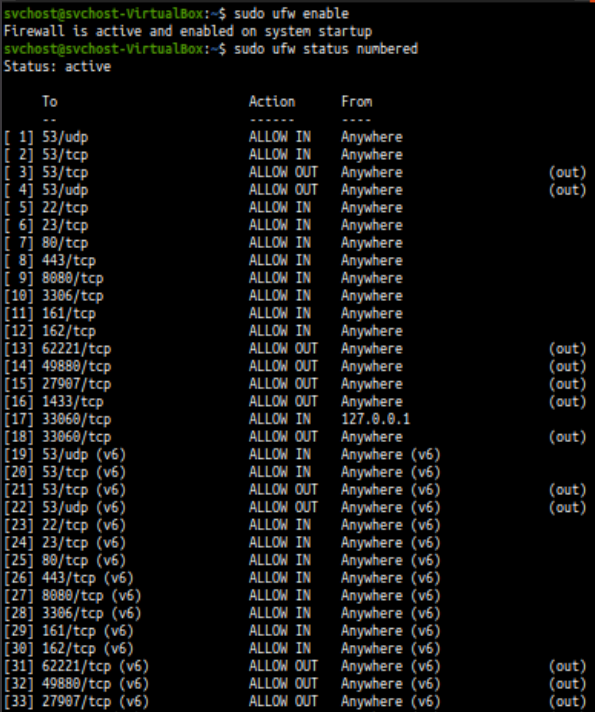 svchost@svchost-VirtualBox:~$ sudo ufw enable
Firewall is active and enabled on system startup
svchost@svchost-VirtualBox:~$ sudo ufw status numbered
Status: active
To Action From
-- ------ ----
[ 1] 53/udp ALLOW IN Anywhere
[ 2] 53/tcp ALLOW IN Anywhere
[ 3] 53/tcp ALLOW OUT Anywhere (out)
[ 4] 53/udp ALLOW OUT Anywhere (out)
[ 5] 22/tcp ALLOW IN Anywhere
[ 6] 23/tcp ALLOW IN Anywhere
[ 7] 80/tcp ALLOW IN Anywhere
[ 8] 443/tcp ALLOW IN Anywhere
[ 9] 8080/tcp ALLOW IN Anywhere
[10] 3306/tcp ALLOW IN Anywhere
[11] 161/tcp ALLOW IN Anywhere
[12] 162/tcp ALLOW IN Anywhere
[13] 62221/tcp ALLOW OUT Anywhere (out)
[14] 49880/tcp ALLOW OUT Anywhere (out)
[15] 27907/tcp ALLOW OUT Anywhere (out)
[16] 1433/tcp ALLOW OUT Anywhere (out)
[17] 33060/tcp ALLOW IN 127.0.0.1
[18] 33060/tcp ALLOW OUT Anywhere (out)
[19] 53/udp (v6) ALLOW IN Anywhere (v6)
[20] 53/tcp (v6) ALLOW IN Anywhere (v6)
[21] 53/tcp (v6) ALLOW OUT Anywhere (v6) (out)
[22] 53/udp (v6) ALLOW OUT Anywhere (v6) (out)
[23] 22/tcp (v6) ALLOW IN Anywhere (v6)
[24] 23/tcp (v6) ALLOW IN Anywhere (v6)
[25] 80/tcp (v6) ALLOW IN Anywhere (v6)
[26] 443/tcp (v6) ALLOW IN Anywhere (v6)
[27] 8080/tcp (v6) ALLOW IN Anywhere (v6)
[28] 3306/tcp (v6) ALLOW IN Anywhere (v6)
[29] 161/tcp (v6) ALLOW IN Anywhere (v6)
[30] 162/tcp (v6) ALLOW IN Anywhere (v6)
[31] 62221/tcp (v6) ALLOW OUT Anywhere (v6) (out)
[32] 49880/tcp (v6) ALLOW OUT Anywhere (v6) (out)
[33] 27907/tcp (v6) ALLOW OUT Anywhere (v6) (out)